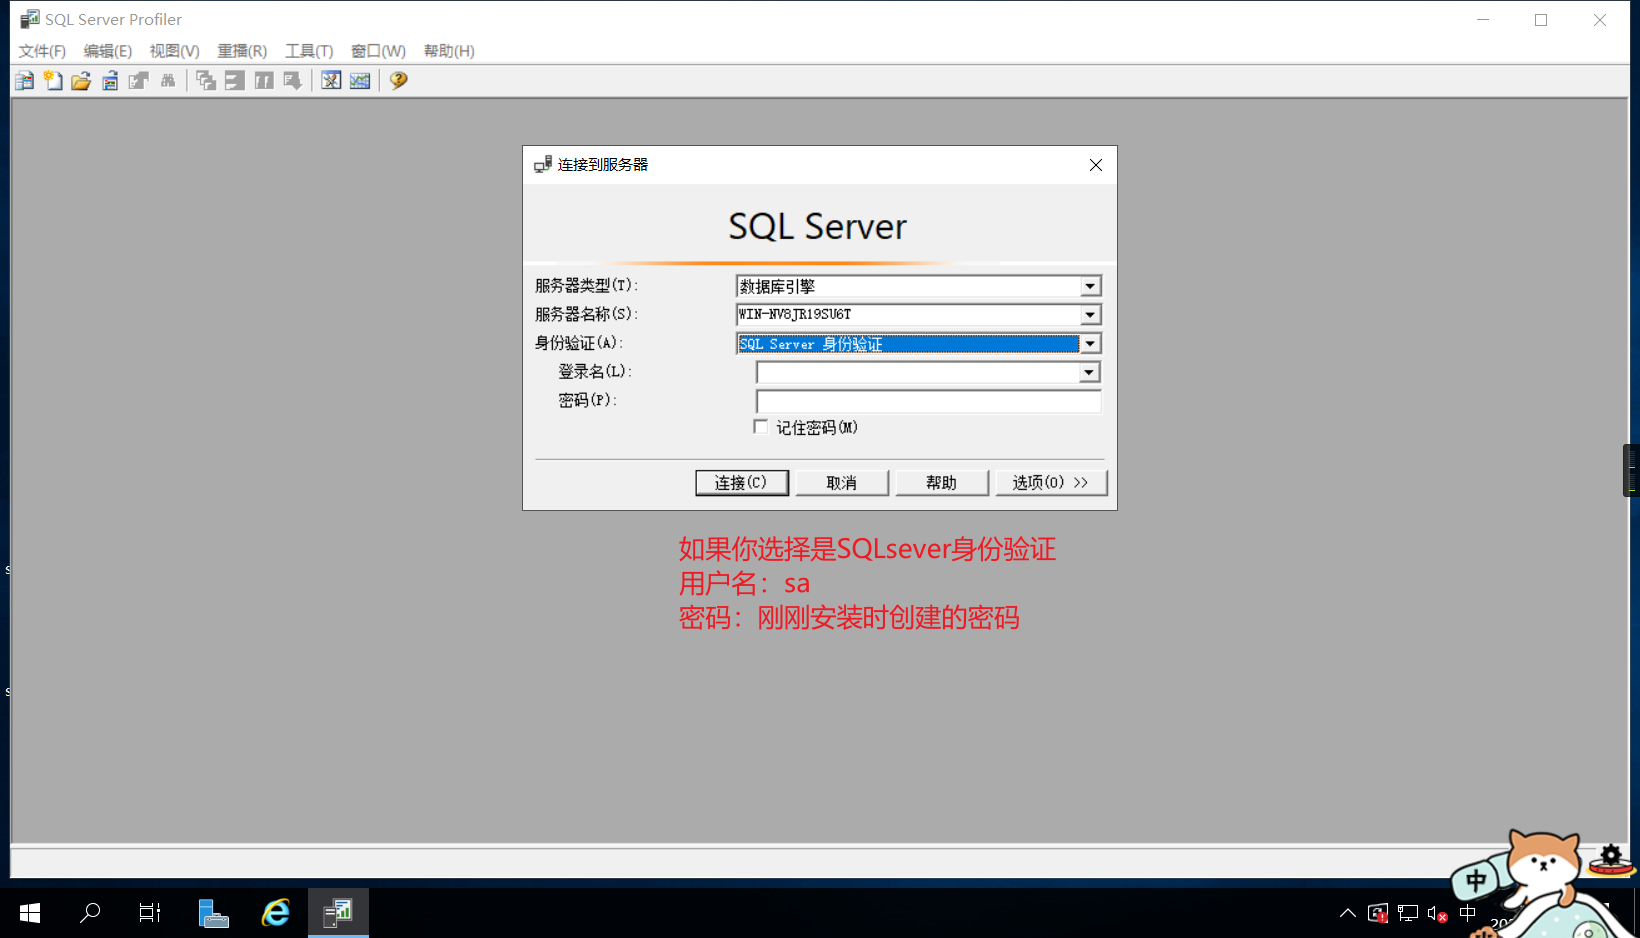 SQL Server Profiler
文件(F) 编辑(E) 视图(V) 重播(R) 工具(T) 窗口(W) 帮助(H)
连接到服务器
SQL Server
服务器类型(T): 数据库引擎
服务器名称(S): WIN-NV8JR19SU6T
身份验证(A): SQL Server 身份验证
登录名(L):
密码(P):
记住密码(M)
连接(C) 取消 帮助 选项(O) >>
如果你选择是SQLsever身份验证
用户名：sa
密码：刚刚安装时创建的密码
中
中